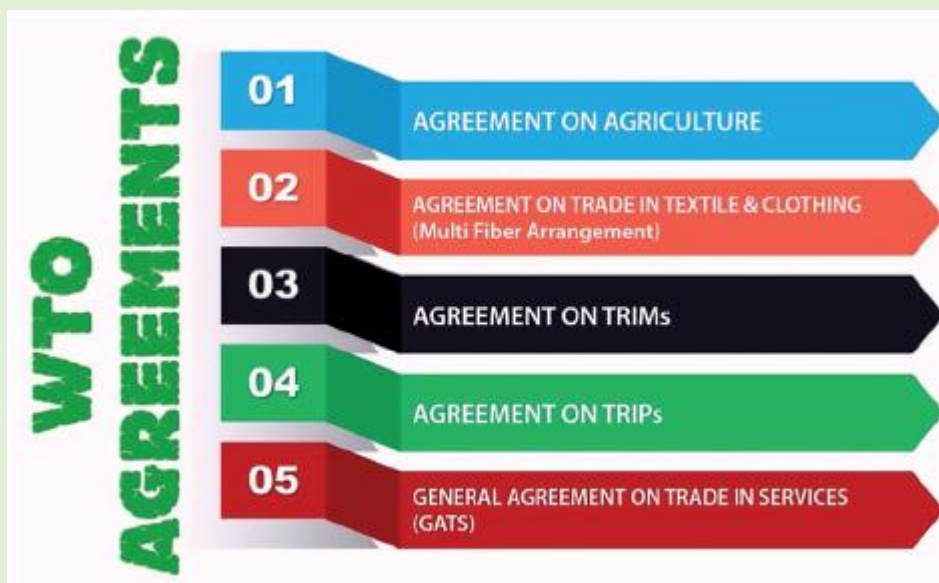 WTO
AGREEMENTS
01
AGREEMENT ON AGRICULTURE
02
AGREEMENT ON TRADE IN TEXTILE & CLOTHING
(Multi Fiber Arrangement)
03
AGREEMENT ON TRIMs
04
AGREEMENT ON TRIPs
05
GENERAL AGREEMENT ON TRADE IN SERVICES
(GATS)